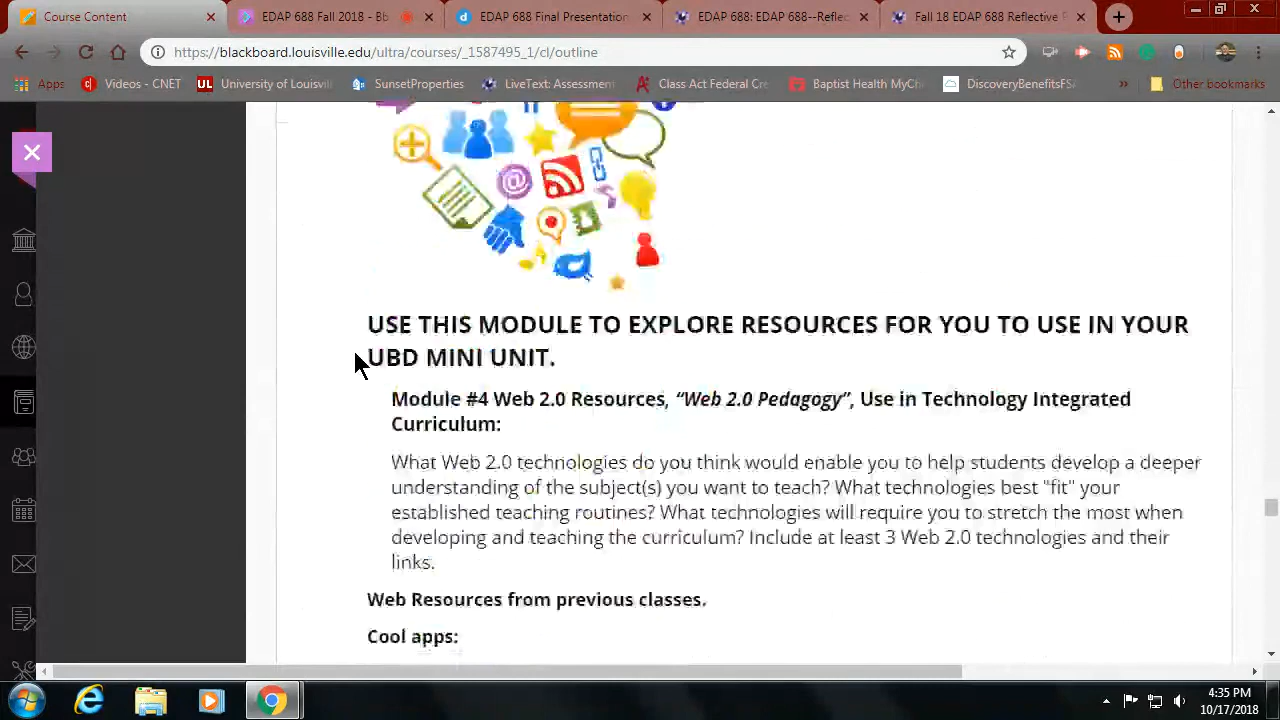 Course Content
EDAP 688 Fall 2018 - Bb
EDAP 688 Final Presentation
EDAP 688: EDAP 688--Reflec
Fall 18 EDAP 688 Reflective
https://blackboard.louisville.edu/ultra/courses/_1587495_1/cl/outline
Apps
Videos - CNET
University of Louisvi
SunsetProperties
LiveText: Assessment
Class Act Federal Cre
Baptist Health MyCh
DiscoveryBenefitsFS
»
Other bookmarks
USE THIS MODULE TO EXPLORE RESOURCES FOR YOU TO USE IN YOUR
UBD MINI UNIT.
Module #4 Web 2.0 Resources, “Web 2.0 Pedagogy”, Use in Technology Integrated
Curriculum:
What Web 2.0 technologies do you think would enable you to help students develop a deeper
understanding of the subject(s) you want to teach? What technologies best "fit" your
established teaching routines? What technologies will require you to stretch the most when
developing and teaching the curriculum? Include at least 3 Web 2.0 technologies and their
links.
Web Resources from previous classes.
Cool apps:
4:35 PM
10/17/2018